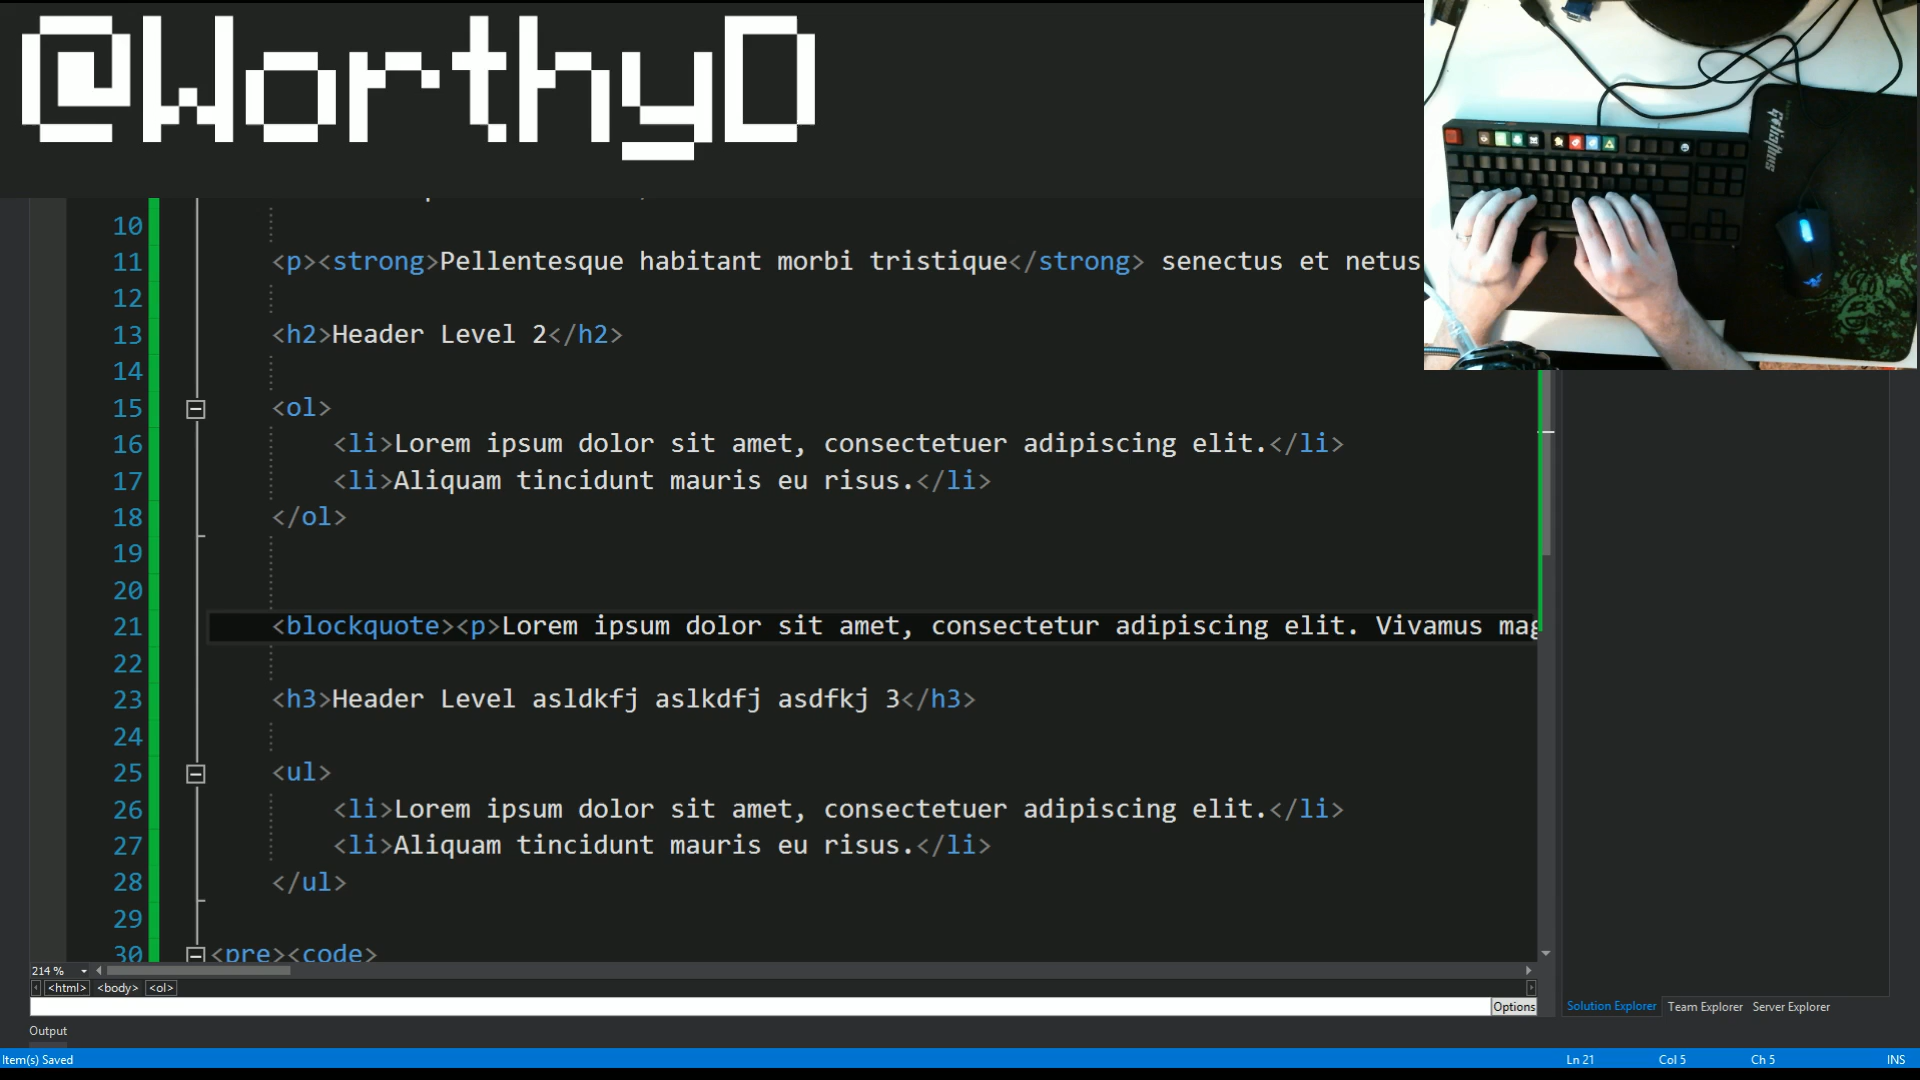 @WorthyD
10
11 <p><strong>Pellentesque habitant morbi tristique</strong> senectus et netus
12
13 <h2>Header Level 2</h2>
14
15 <ol>
16 <li>Lorem ipsum dolor sit amet, consectetuer adipiscing elit.</li>
17 <li>Aliquam tincidunt mauris eu risus.</li>
18 </ol>
19
20
21 <blockquote><p>Lorem ipsum dolor sit amet, consectetur adipiscing elit. Vivamus mag
22
23 <h3>Header Level asldkfj aslkdfj asdfkj 3</h3>
24
25 <ul>
26 <li>Lorem ipsum dolor sit amet, consectetuer adipiscing elit.</li>
27 <li>Aliquam tincidunt mauris eu risus.</li>
28 </ul>
29
30 <pre><code>
214 %
<html> <body> <ol>
Options
Solution Explorer Team Explorer Server Explorer
Output
Item(s) Saved Ln 21 Col 5 Ch 5 INS